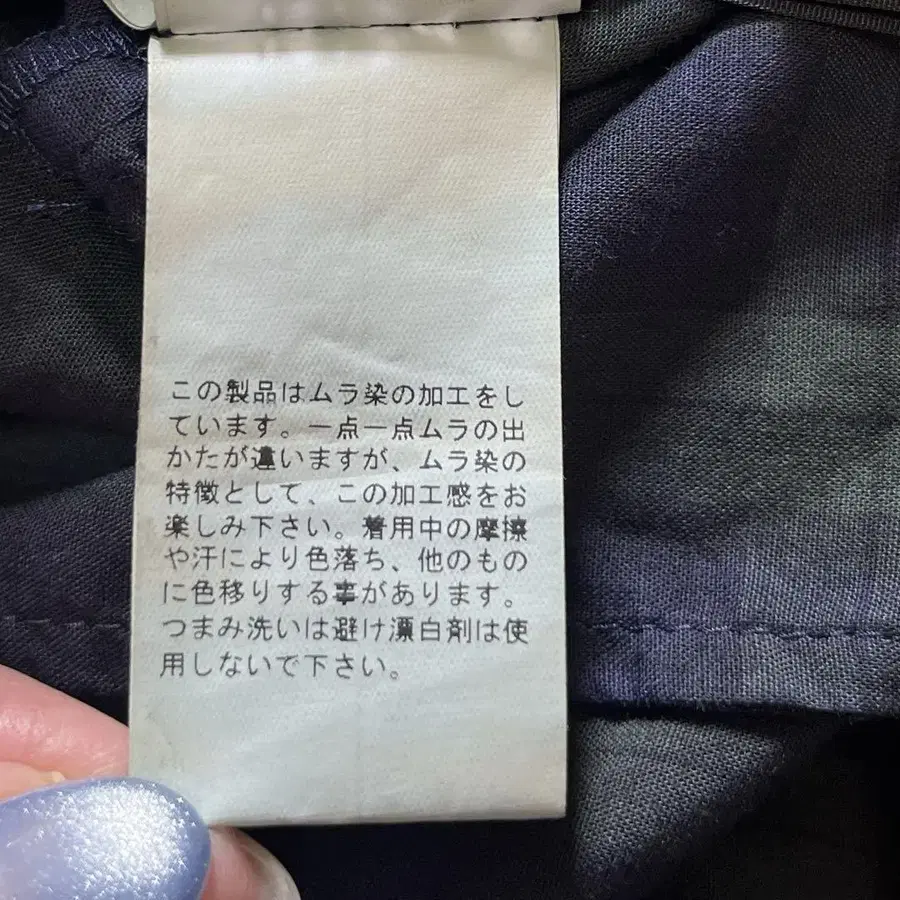 この製品はムラ染の加工をし
ています。一点一点ムラの出
かたが違いますが、ムラ染の
特徴として、この加工感をお
楽しみ下さい。着用中の摩擦
や汗により色落ち、他のもの
に色移りする事があります。
つまみ洗いは避け漂白剤は使
用しないで下さい。